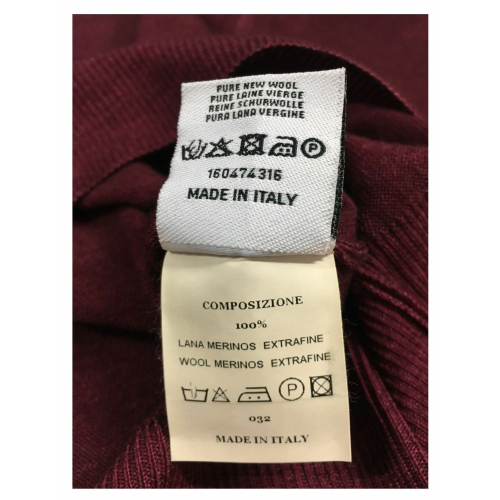 PURE NEW WOOL
PURE LAINE VIERGE
REINE SCHURWOLLE
PURA LANA VERGINE
P
160474316
MADE IN ITALY
COMPOSIZIONE
100%
LANA MERINOS EXTRAFINE
WOOL MERINOS EXTRAFINE
P
032
MADE IN ITALY